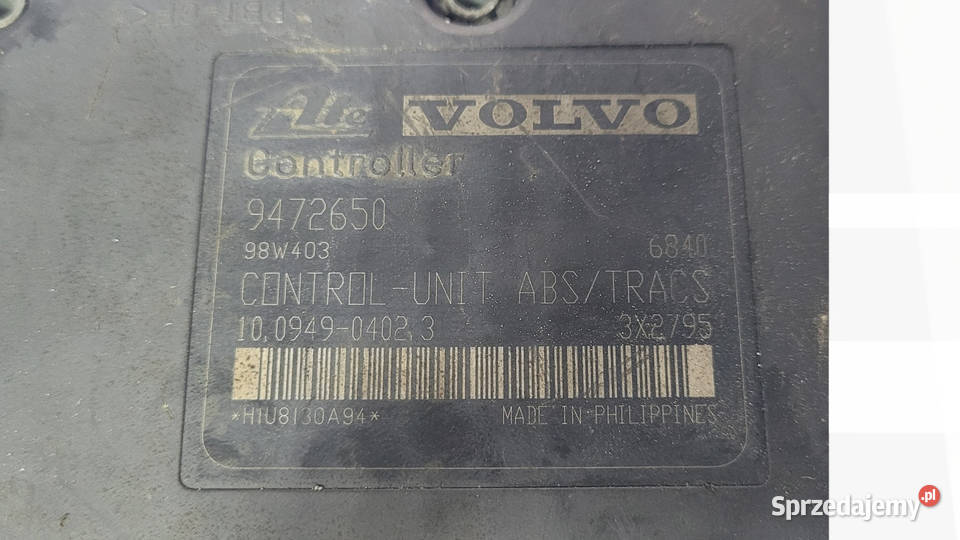 Ate VOLVO
Controller
9472650
98W403 6840
CONTROL-UNIT ABS/TRACS
10.0949-0402.3 3X2795
*H1U8130A94* MADE IN PHILIPPINES
Sprzedajemy.pl